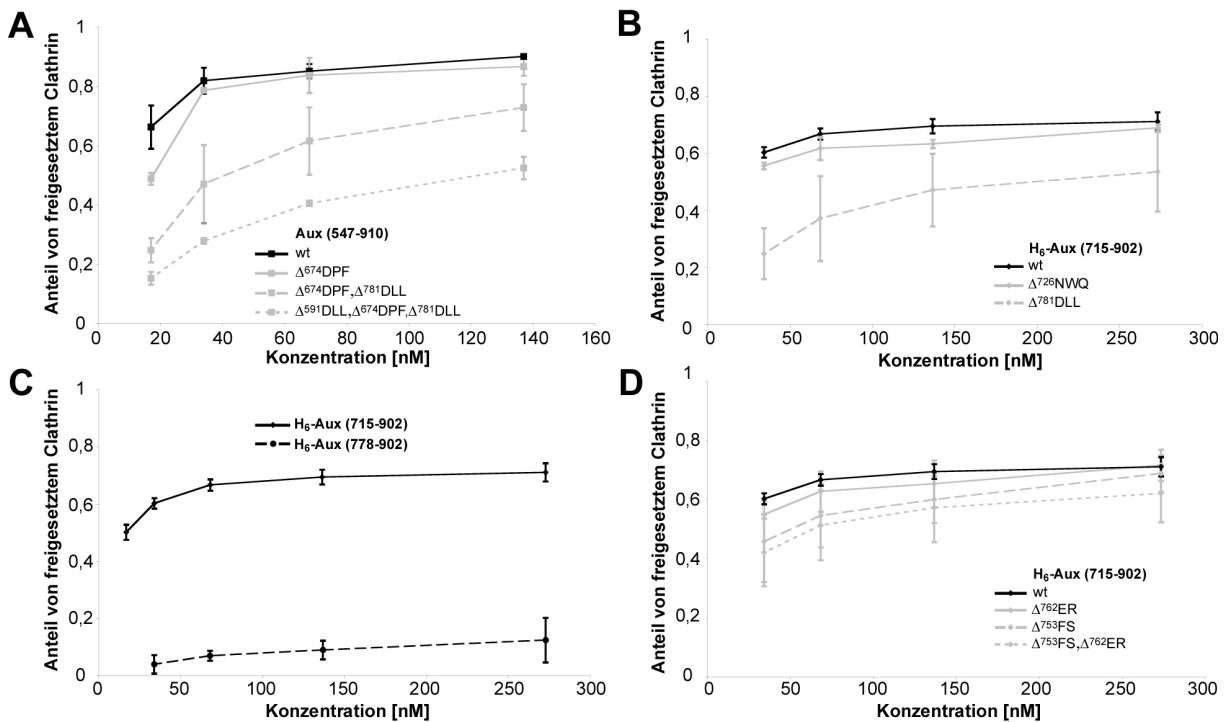 A
Anteil von freigesetztem Clathrin
1
0,8
0,6
0,4
0,2
0
Aux (547-910)
wt
Δ⁶⁷⁴DPF
Δ⁶⁷⁴DPF,Δ⁷⁸¹DLL
Δ⁵⁹¹DLL,Δ⁶⁷⁴DPF,Δ⁷⁸¹DLL
0 20 40 60 80 100 120 140 160
Konzentration [nM]
B
Anteil von freigesetztem Clathrin
1
0,8
0,6
0,4
0,2
0
H₆-Aux (715-902)
wt
Δ⁷²⁶NWQ
Δ⁷⁸¹DLL
0 50 100 150 200 250 300
Konzentration [nM]
C
Anteil von freigesetztem Clathrin
1
0,8
0,6
0,4
0,2
0
H₆-Aux (715-902)
H₆-Aux (778-902)
0 50 100 150 200 250 300
Konzentration [nM]
D
Anteil von freigesetztem Clathrin
1
0,8
0,6
0,4
0,2
0
H₆-Aux (715-902)
wt
Δ⁷⁶²ER
Δ⁷⁵³FS
Δ⁷⁵³FS,Δ⁷⁶²ER
0 50 100 150 200 250 300
Konzentration [nM]